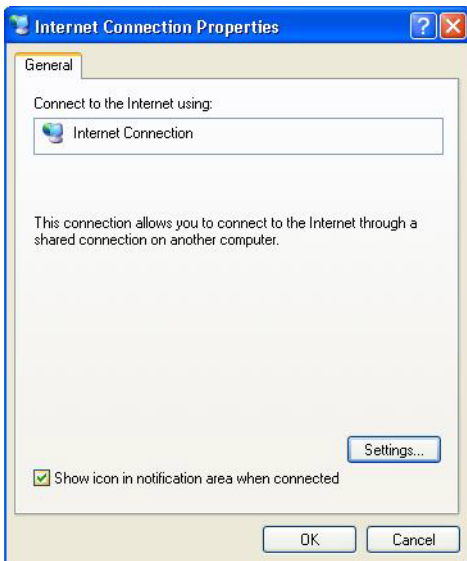 Internet Connection Properties
General
Connect to the Internet using:
Internet Connection
This connection allows you to connect to the Internet through a
shared connection on another computer.
Settings...
Show icon in notification area when connected
OK
Cancel